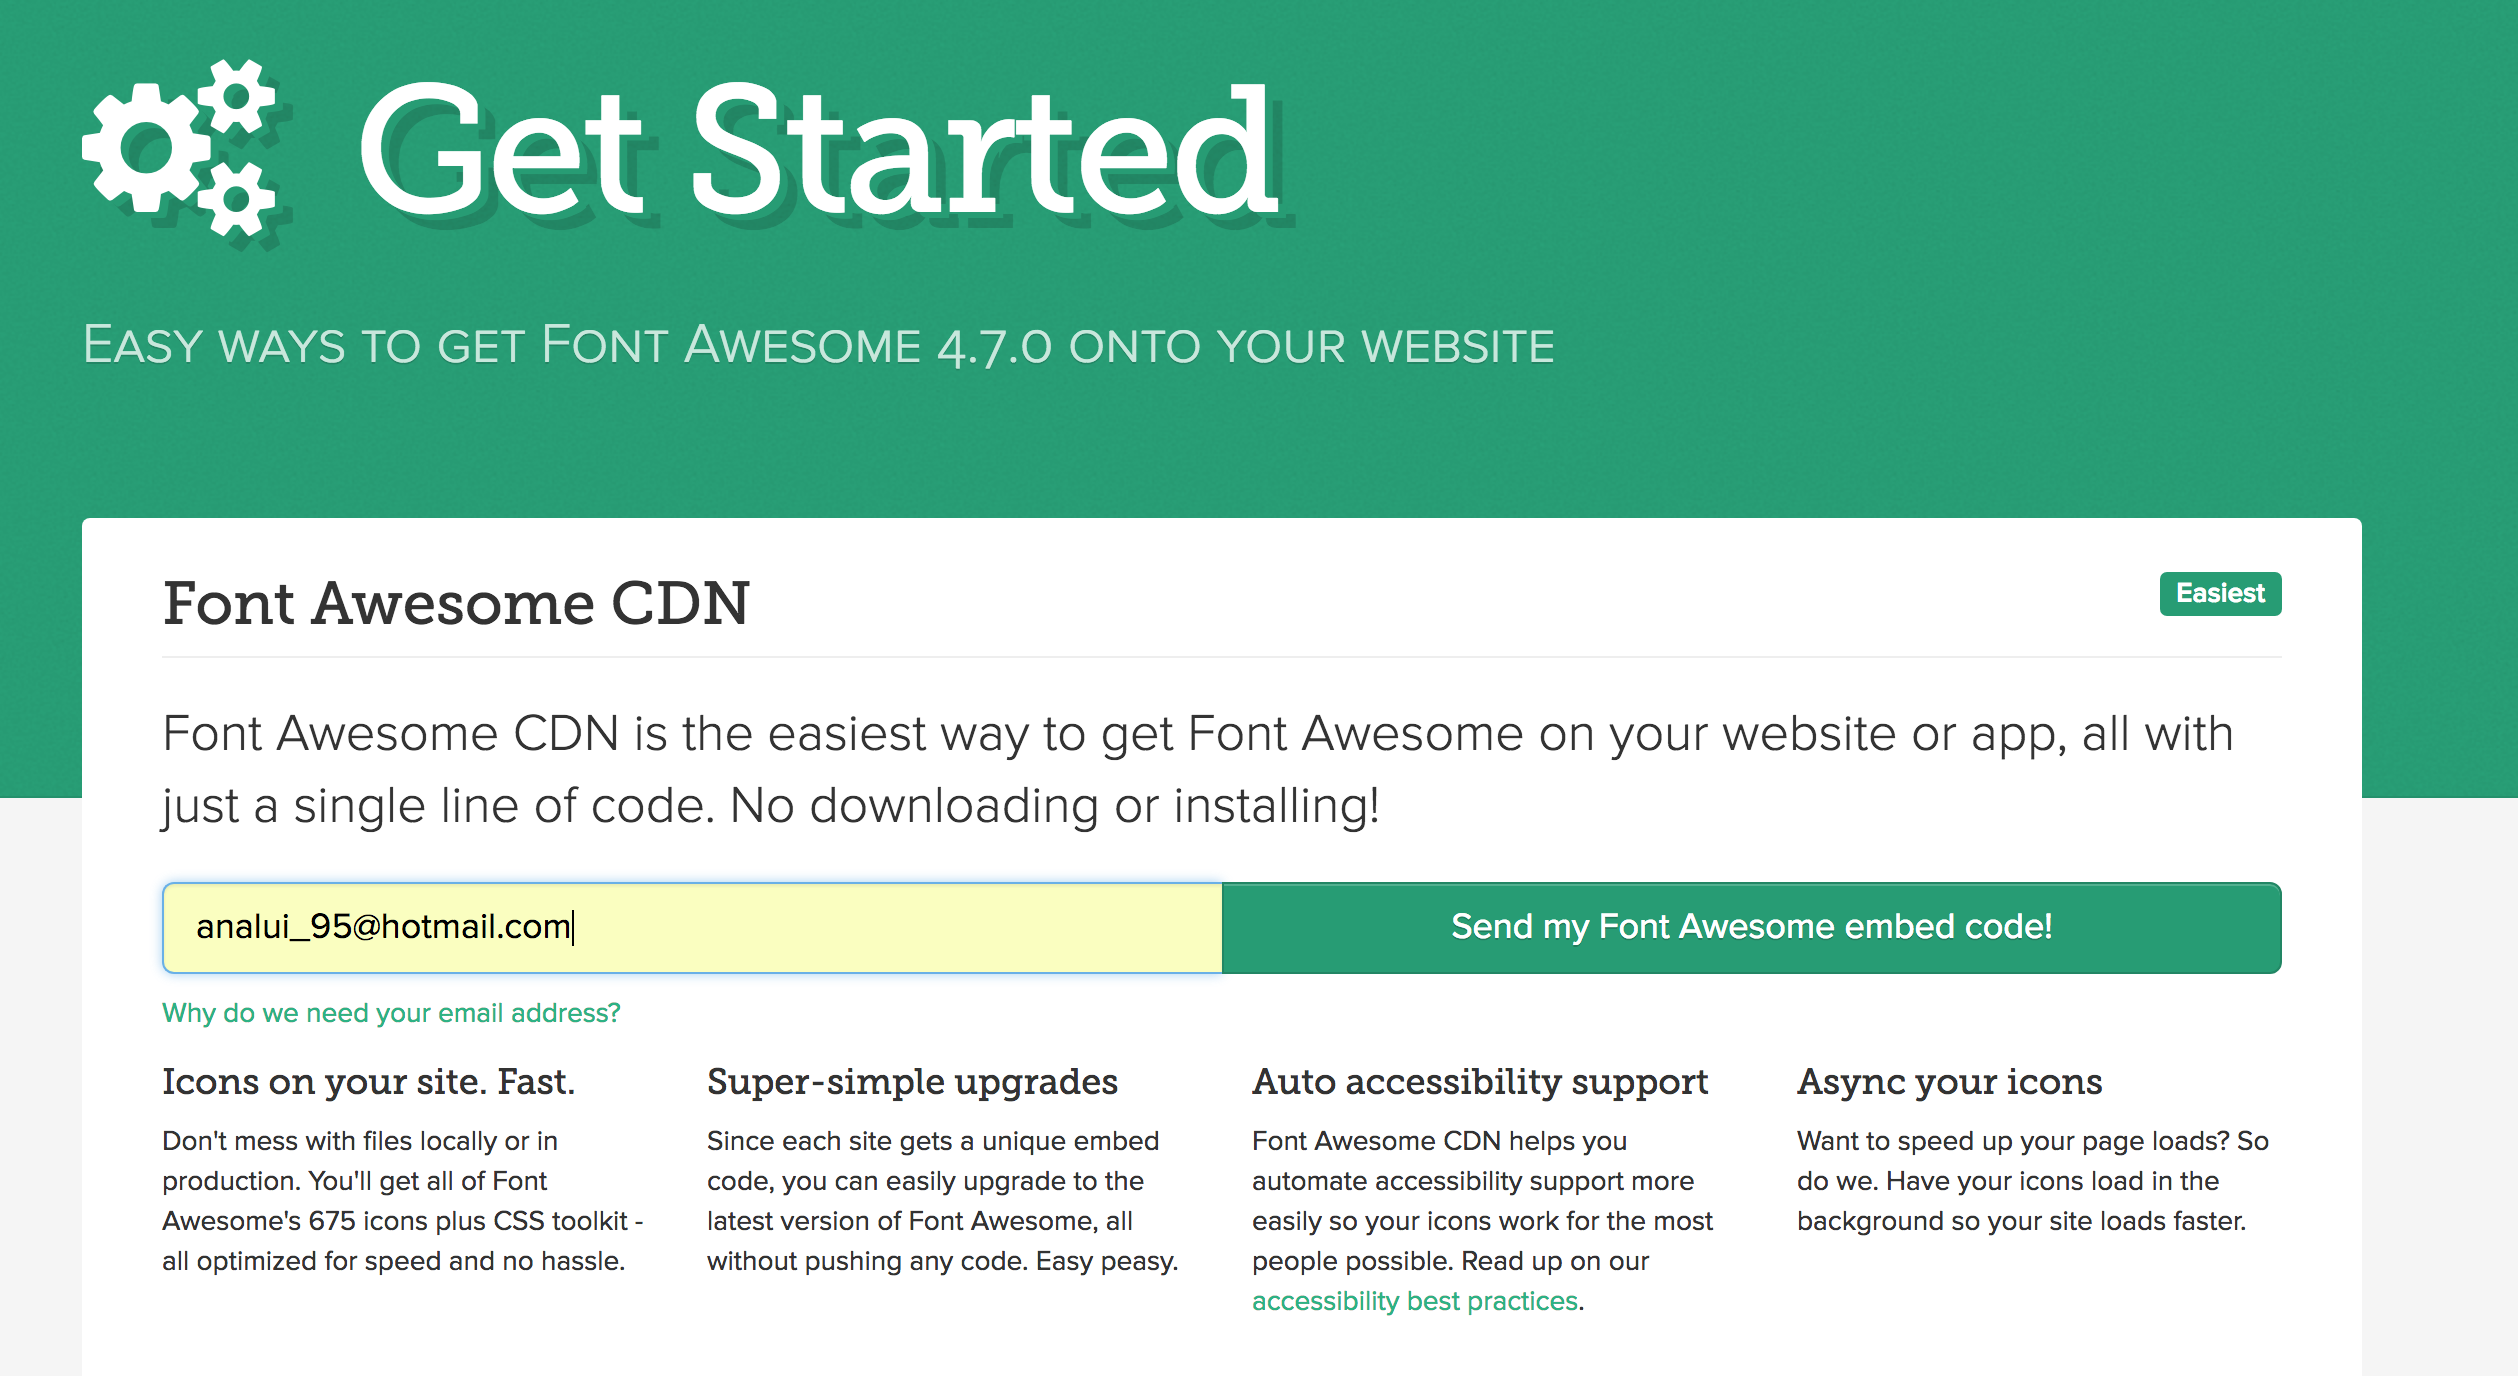 Get Started
Easy ways to get Font Awesome 4.7.0 onto your website
Font Awesome CDN
Easiest
Font Awesome CDN is the easiest way to get Font Awesome on your website or app, all with
just a single line of code. No downloading or installing!
analui_95@hotmail.com
Send my Font Awesome embed code!
Why do we need your email address?
Icons on your site. Fast.
Don't mess with files locally or in
production. You'll get all of Font
Awesome's 675 icons plus CSS toolkit -
all optimized for speed and no hassle.
Super-simple upgrades
Since each site gets a unique embed
code, you can easily upgrade to the
latest version of Font Awesome, all
without pushing any code. Easy peasy.
Auto accessibility support
Font Awesome CDN helps you
automate accessibility support more
easily so your icons work for the most
people possible. Read up on our
accessibility best practices.
Async your icons
Want to speed up your page loads? So
do we. Have your icons load in the
background so your site loads faster.